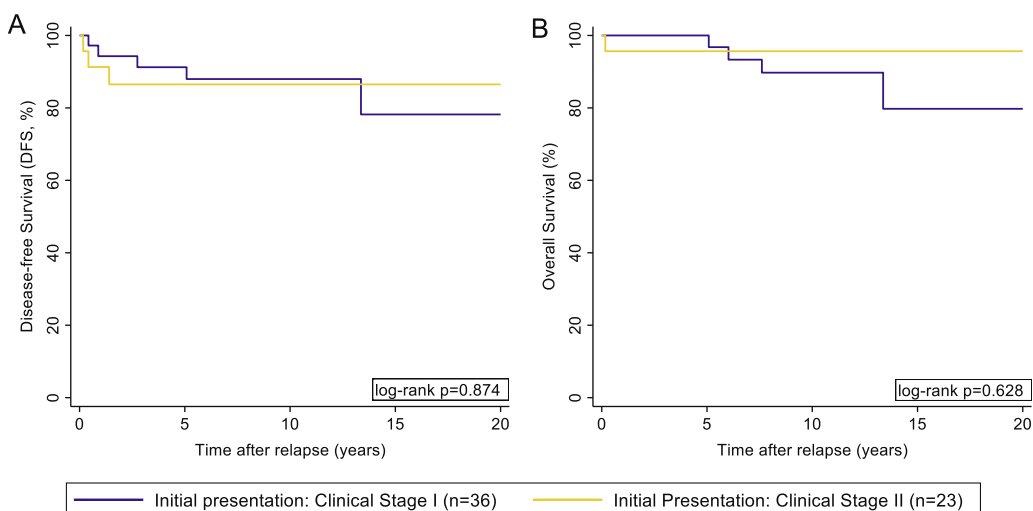 A
Disease-free Survival (DFS, %)
100
80
60
40
20
0
log-rank p=0.874
0 5 10 15 20
Time after relapse (years)
B
Overall Survival (%)
100
80
60
40
20
0
log-rank p=0.628
0 5 10 15 20
Time after relapse (years)
Initial presentation: Clinical Stage I (n=36)
Initial Presentation: Clinical Stage II (n=23)